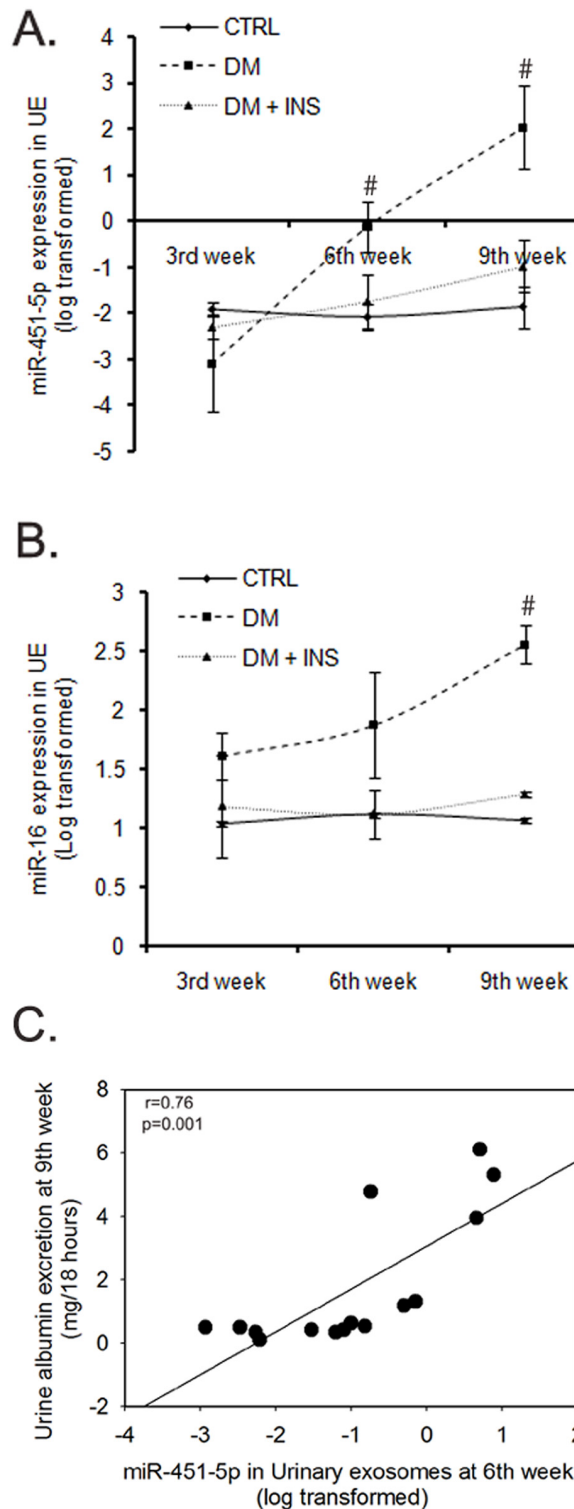 A.
CTRL
DM
DM + INS
miR-451-5p expression in UE
(log transformed)
4
3
2
1
0
-1
-2
-3
-4
-5
#
#
3rd week
6th week
9th week
B.
CTRL
DM
DM + INS
miR-16 expression in UE
(Log transformed)
3
2.5
2
1.5
1
0.5
0
#
3rd week
6th week
9th week
C.
r=0.76
p=0.001
Urine albumin excretion at 9th week
(mg/18 hours)
8
6
4
2
0
-2
-4
-3
-2
-1
0
1
2
miR-451-5p in Urinary exosomes at 6th week
(log transformed)